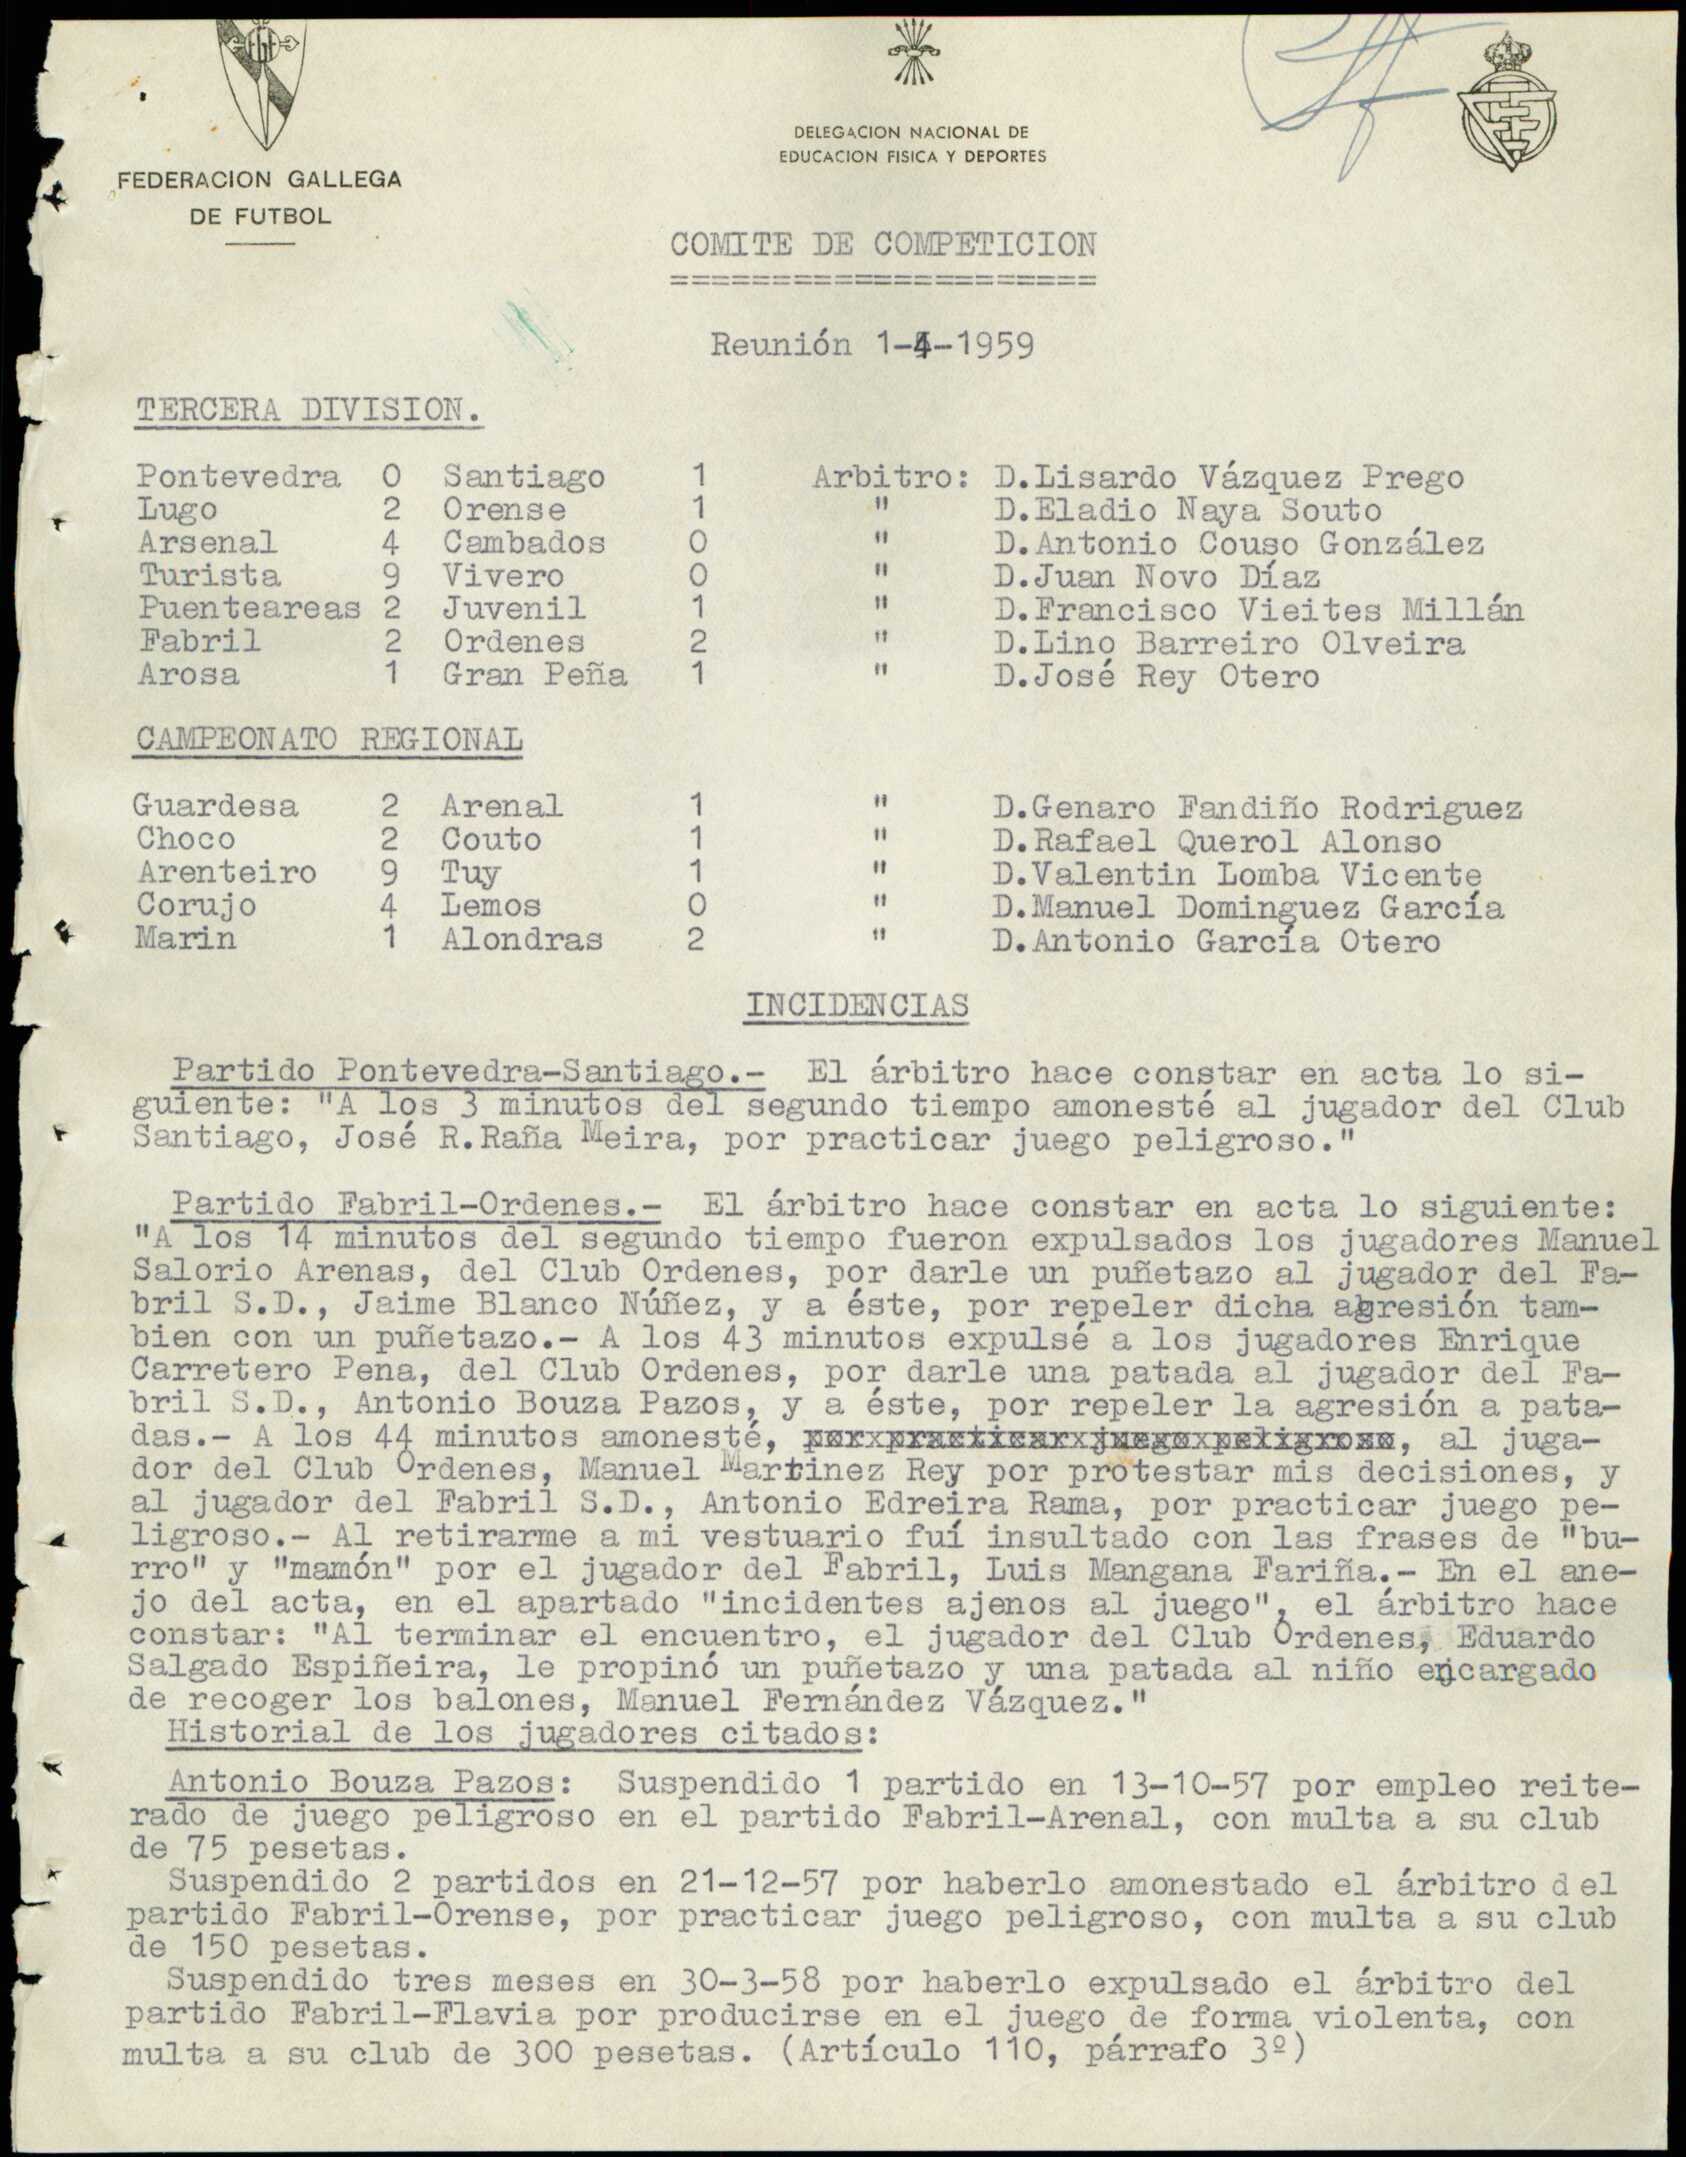 FEDERACION GALLEGA
DE FUTBOL
DELEGACION NACIONAL DE
EDUCACION FISICA Y DEPORTES
COMITE DE COMPETICION
=====================
Reunión 1-4-1959
TERCERA DIVISION.
Pontevedra 0 Santiago 1 Arbitro: D.Lisardo Vázquez Prego
Lugo 2 Orense 1 " D.Eladio Naya Souto
Arsenal 4 Cambados 0 " D.Antonio Couso González
Turista 9 Vivero 0 " D.Juan Novo Díaz
Puenteareas 2 Juvenil 1 " D.Francisco Vieites Millán
Fabril 2 Ordenes 2 " D.Lino Barreiro Olveira
Arosa 1 Gran Peña 1 " D.José Rey Otero
CAMPEONATO REGIONAL
Guardesa 2 Arenal 1 " D.Genaro Fandiño Rodriguez
Choco 2 Couto 1 " D.Rafael Querol Alonso
Arenteiro 9 Tuy 1 " D.Valentin Lomba Vicente
Corujo 4 Lemos 0 " D.Manuel Dominguez García
Marin 1 Alondras 2 " D.Antonio García Otero
INCIDENCIAS
Partido Pontevedra-Santiago.- El árbitro hace constar en acta lo si-
guiente: "A los 3 minutos del segundo tiempo amonesté al jugador del Club
Santiago, José R.Raña Meira, por practicar juego peligroso."
Partido Fabril-Ordenes.- El árbitro hace constar en acta lo siguiente:
"A los 14 minutos del segundo tiempo fueron expulsados los jugadores Manuel
Salorio Arenas, del Club Ordenes, por darle un puñetazo al jugador del Fa-
bril S.D., Jaime Blanco Núñez, y a éste, por repeler dicha agresión tam-
bien con un puñetazo.- A los 43 minutos expulsé a los jugadores Enrique
Carretero Pena, del Club Ordenes, por darle una patada al jugador del Fa-
bril S.D., Antonio Bouza Pazos, y a éste, por repeler la agresión a pata-
das.- A los 44 minutos amonesté, por practicar juego peligroso, al juga-
dor del Club Ordenes, Manuel Martinez Rey por protestar mis decisiones, y
al jugador del Fabril S.D., Antonio Edreira Rama, por practicar juego pe-
ligroso.- Al retirarme a mi vestuario fuí insultado con las frases de "bu-
rro" y "mamón" por el jugador del Fabril, Luis Mangana Fariña.- En el ane-
jo del acta, en el apartado "incidentes ajenos al juego", el árbitro hace
constar: "Al terminar el encuentro, el jugador del Club Ordenes, Eduardo
Salgado Espiñeira, le propinó un puñetazo y una patada al niño encargado
de recoger los balones, Manuel Fernández Vázquez."
Historial de los jugadores citados:
Antonio Bouza Pazos: Suspendido 1 partido en 13-10-57 por empleo reite-
rado de juego peligroso en el partido Fabril-Arenal, con multa a su club
de 75 pesetas.
Suspendido 2 partidos en 21-12-57 por haberlo amonestado el árbitro del
partido Fabril-Orense, por practicar juego peligroso, con multa a su club
de 150 pesetas.
Suspendido tres meses en 30-3-58 por haberlo expulsado el árbitro del
partido Fabril-Flavia por producirse en el juego de forma violenta, con
multa a su club de 300 pesetas. (Artículo 110, párrafo 3º)